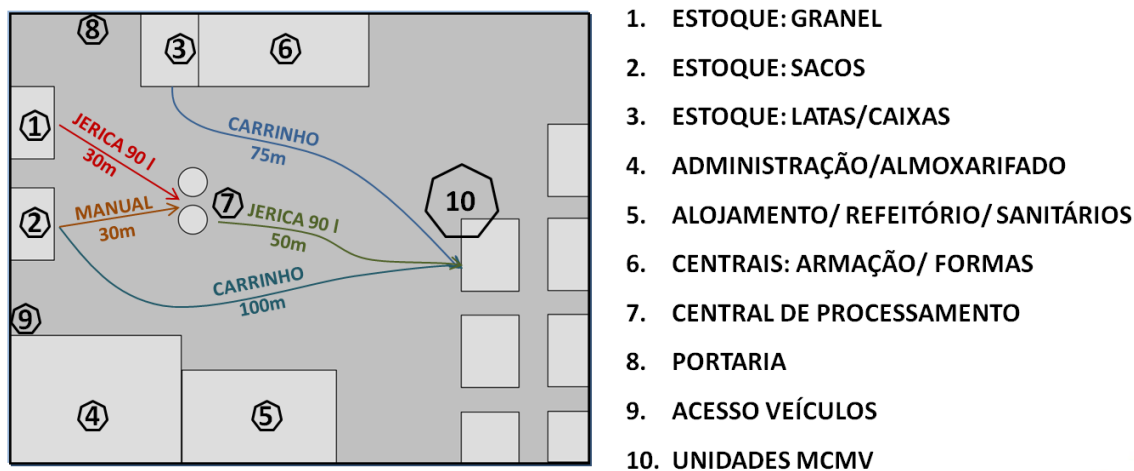 8
3
6
1
JERICA 90 l
30m
CARRINHO
75m
2
MANUAL
30m
7
JERICA 90 l
50m
10
CARRINHO
100m
9
4
5
1. ESTOQUE: GRANEL
2. ESTOQUE: SACOS
3. ESTOQUE: LATAS/CAIXAS
4. ADMINISTRAÇÃO/ALMOXARIFADO
5. ALOJAMENTO/ REFEITÓRIO/ SANITÁRIOS
6. CENTRAIS: ARMAÇÃO/ FORMAS
7. CENTRAL DE PROCESSAMENTO
8. PORTARIA
9. ACESSO VEÍCULOS
10. UNIDADES MCMV